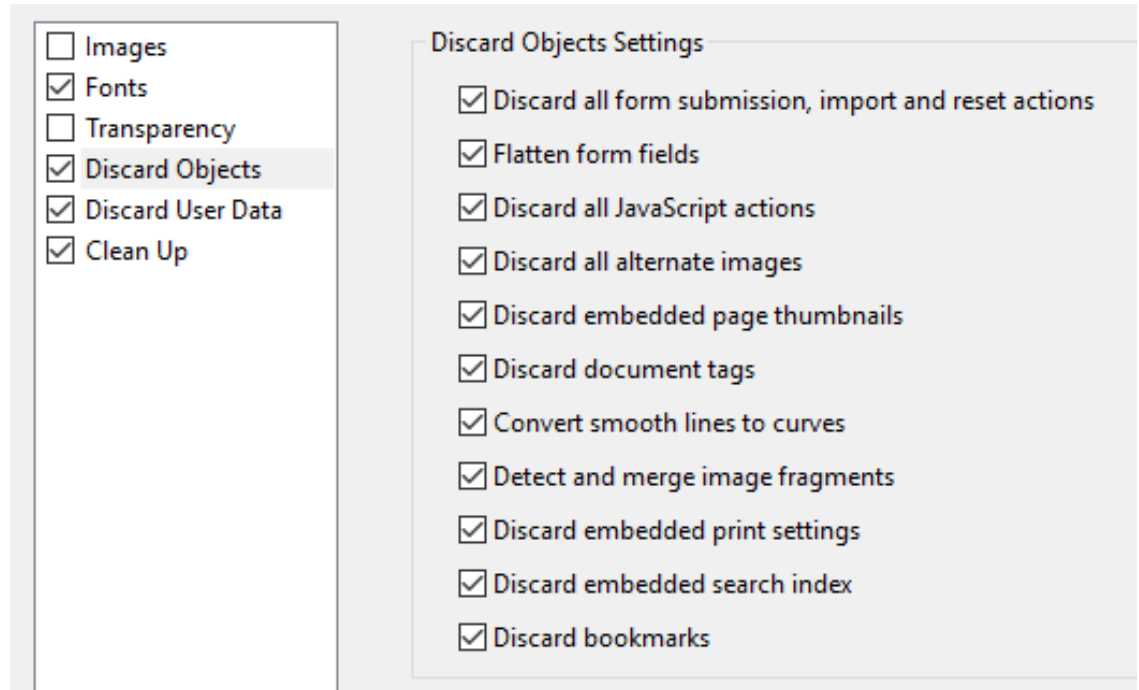 Images
Fonts
Transparency
Discard Objects
Discard User Data
Clean Up
Discard Objects Settings
Discard all form submission, import and reset actions
Flatten form fields
Discard all JavaScript actions
Discard all alternate images
Discard embedded page thumbnails
Discard document tags
Convert smooth lines to curves
Detect and merge image fragments
Discard embedded print settings
Discard embedded search index
Discard bookmarks